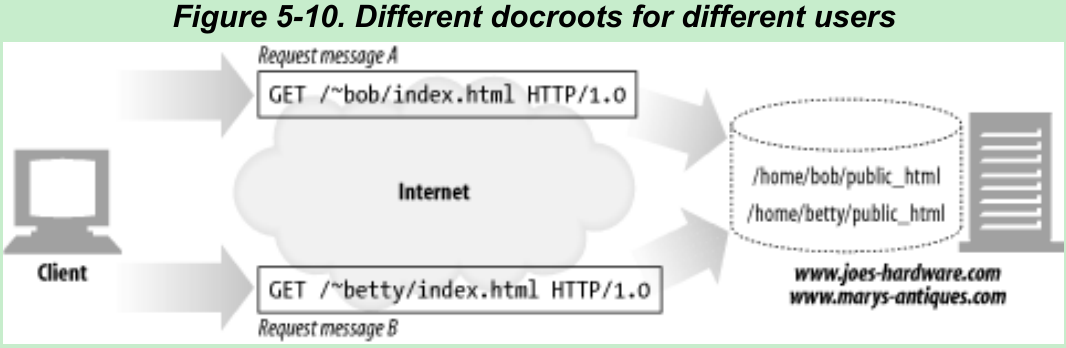 Figure 5-10. Different docroots for different users
Request message A
GET /~bob/index.html HTTP/1.0
Internet
/home/bob/public_html
/home/betty/public_html
Client
www.joes-hardware.com
www.marys-antiques.com
GET /~betty/index.html HTTP/1.0
Request message B